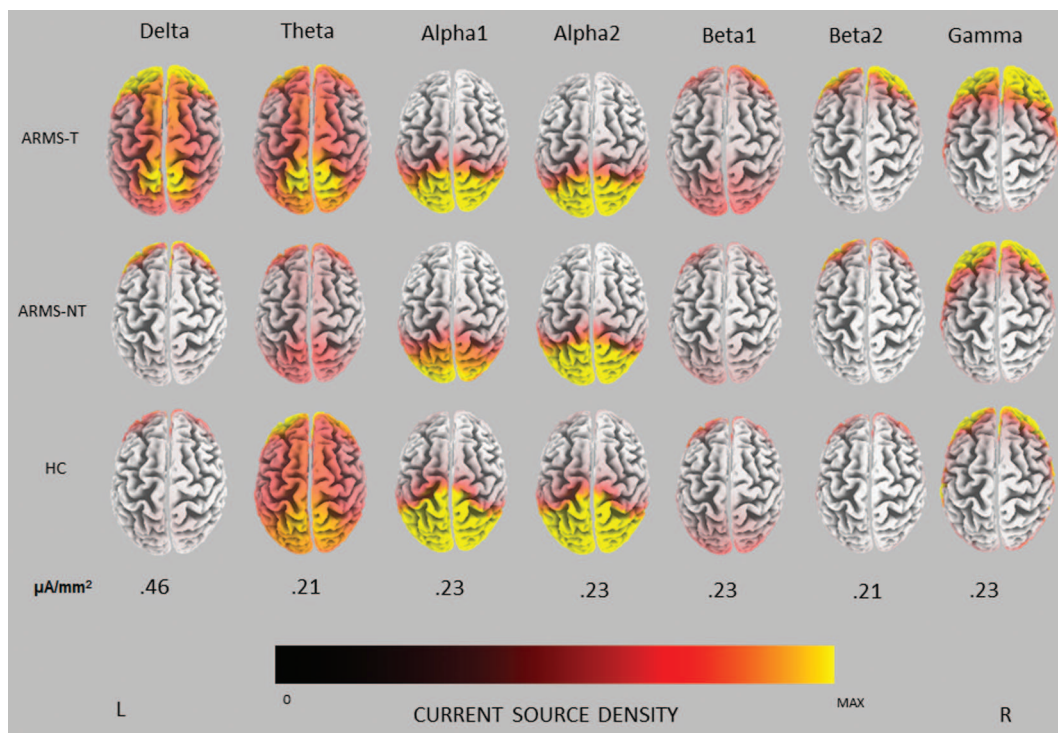 Delta Theta Alpha1 Alpha2 Beta1 Beta2 Gamma
ARMS-T
ARMS-NT
HC
µA/mm² .46 .21 .23 .23 .23 .21 .23
0 MAX
L CURRENT SOURCE DENSITY R